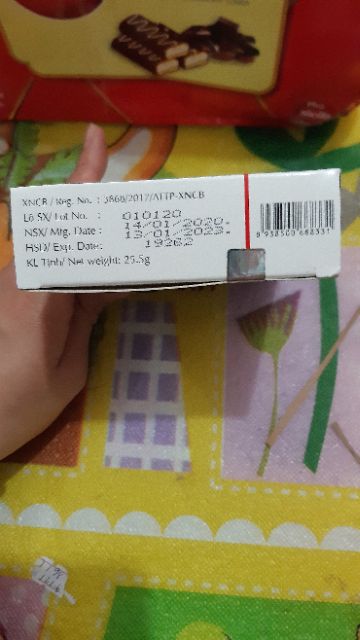 XNCB / Reg. No. : 3868/2017/ATTP-XNCB
Lô SX/ Lot No. : 010120
NSX/ Mfg. Date : 14/01/2020.
HSD/ Exp. Date: 13/01/2023.
19262
KL Tịnh/ Net weight: 25.5g
8 938500 688331